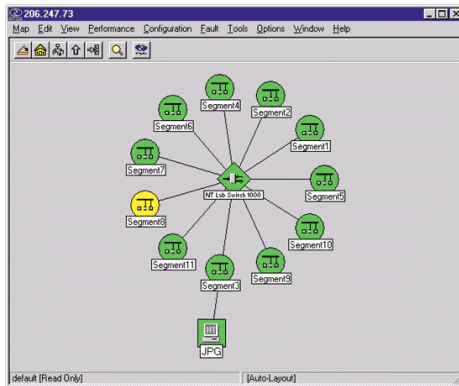 206.247.73
Map Edit View Performance Configuration Fault Tools Options Window Help
Segment4
Segment2
Segment6
Segment1
Segment7
NT Lab Switch 1000
Segment5
Segment8
Segment10
Segment11
Segment3
Segment9
JPG
default [Read Only] [Auto-Layout]